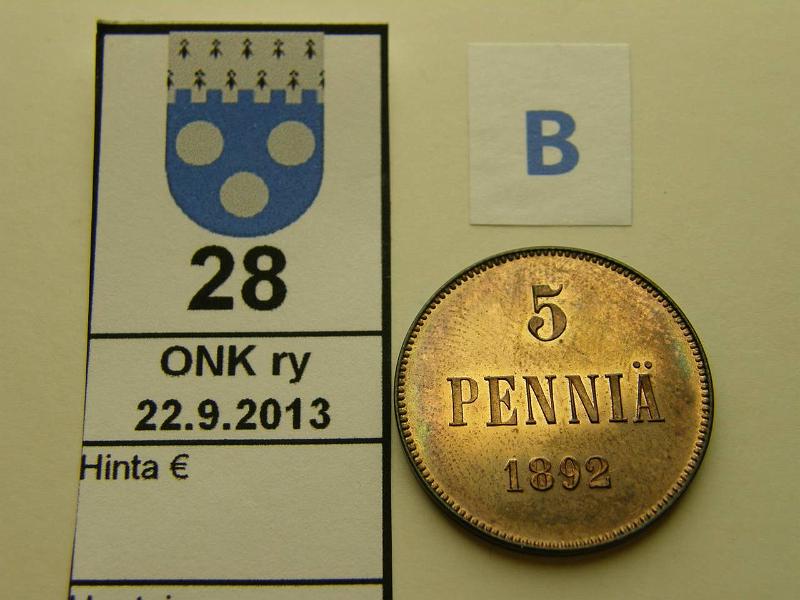 28
ONK ry
22.9.2013
Hinta €
B
5
PENNIÄ
1892